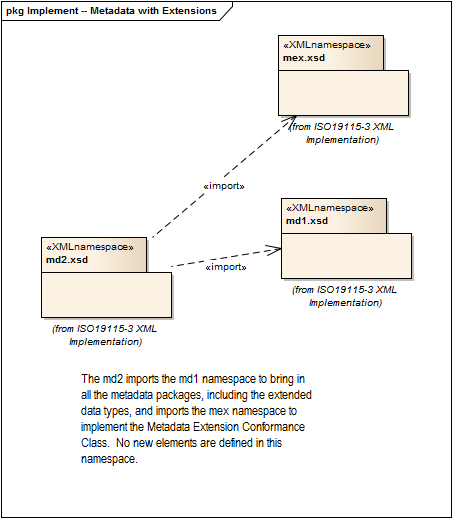 pkg Implement -- Metadata with Extensions
«XMLnamespace»
mex.xsd
(from ISO19115-3 XML
Implementation)
«import»
«XMLnamespace»
md1.xsd
(from ISO19115-3 XML
Implementation)
«import»
«XMLnamespace»
md2.xsd
(from ISO19115-3 XML
Implementation)
The md2 imports the md1 namespace to bring in
all the metadata packages, including the extended
data types, and imports the mex namespace to
implement the Metadata Extension Conformance
Class.  No new elements are defined in this
namespace.